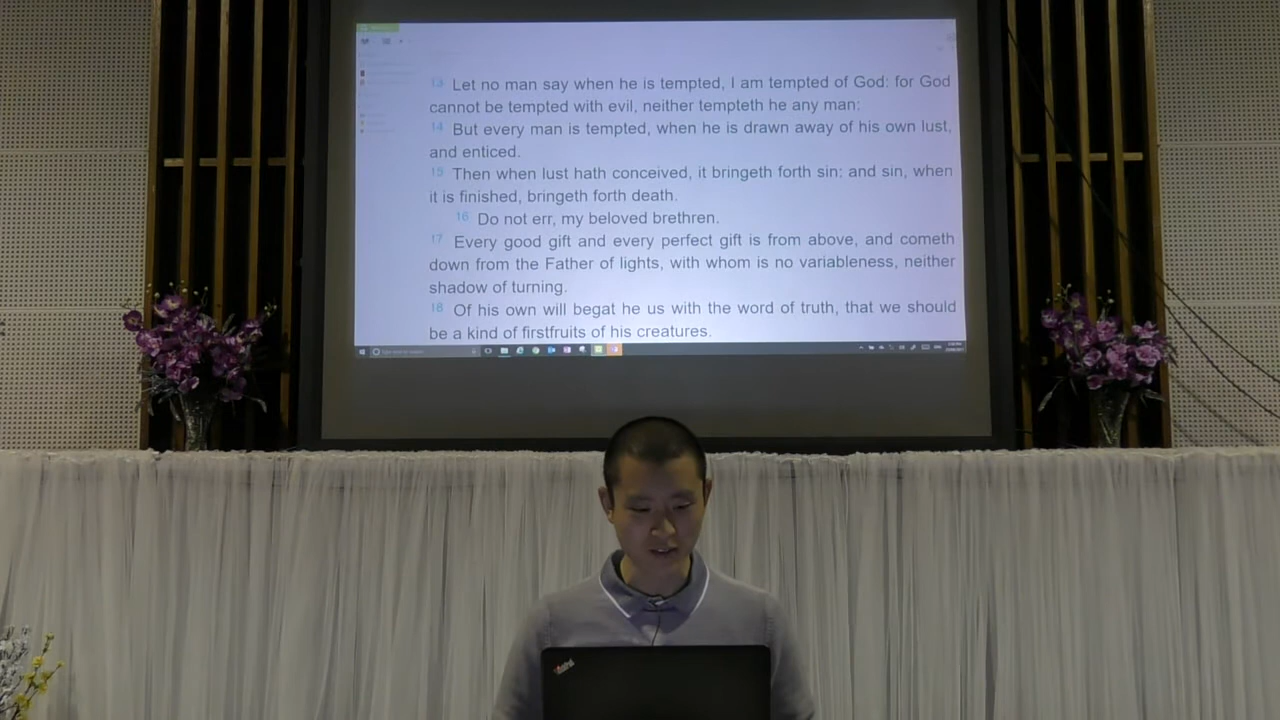 13 Let no man say when he is tempted, I am tempted of God: for God
cannot be tempted with evil, neither tempteth he any man:
14 But every man is tempted, when he is drawn away of his own lust,
and enticed.
15 Then when lust hath conceived, it bringeth forth sin: and sin, when
it is finished, bringeth forth death.
16 Do not err, my beloved brethren.
17 Every good gift and every perfect gift is from above, and cometh
down from the Father of lights, with whom is no variableness, neither
shadow of turning.
18 Of his own will begat he us with the word of truth, that we should
be a kind of firstfruits of his creatures.